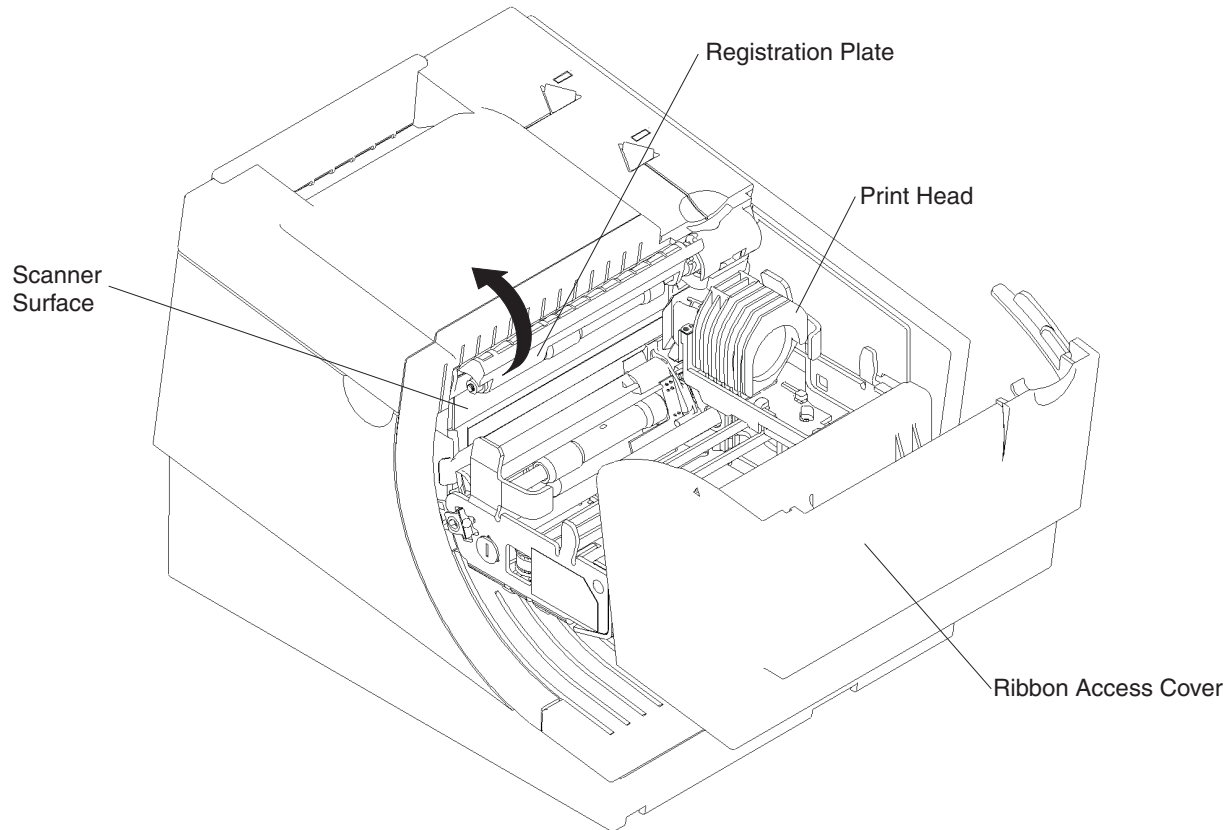 Registration Plate
Print Head
Scanner
Surface
Ribbon Access Cover